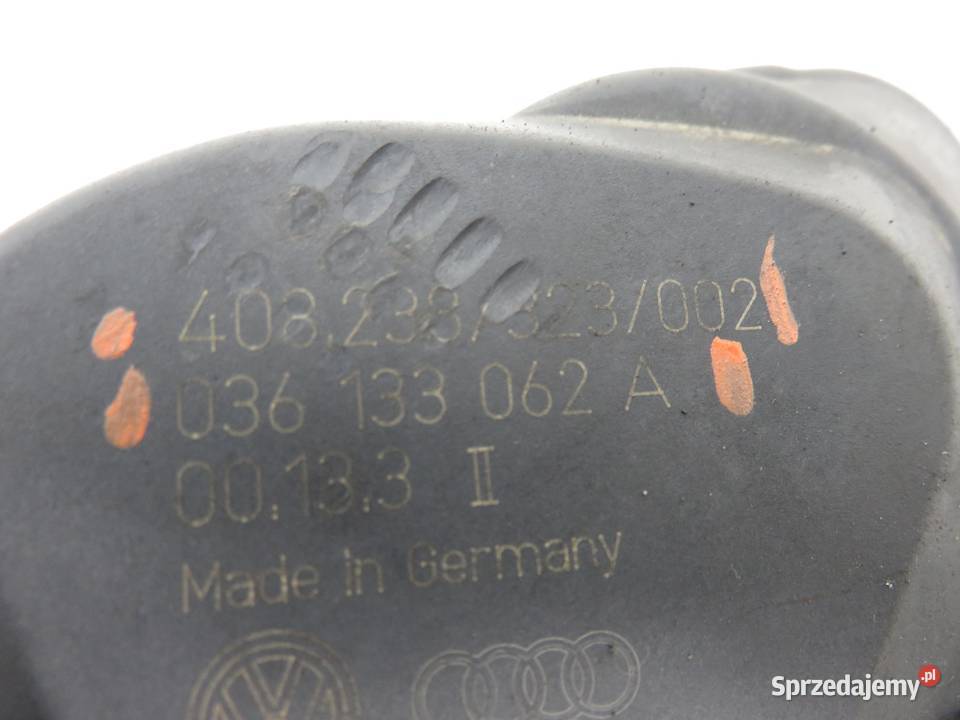 408.238/323/002
036 133 062 A
00.13.3 II
Made in Germany
Sprzedajemy.pl